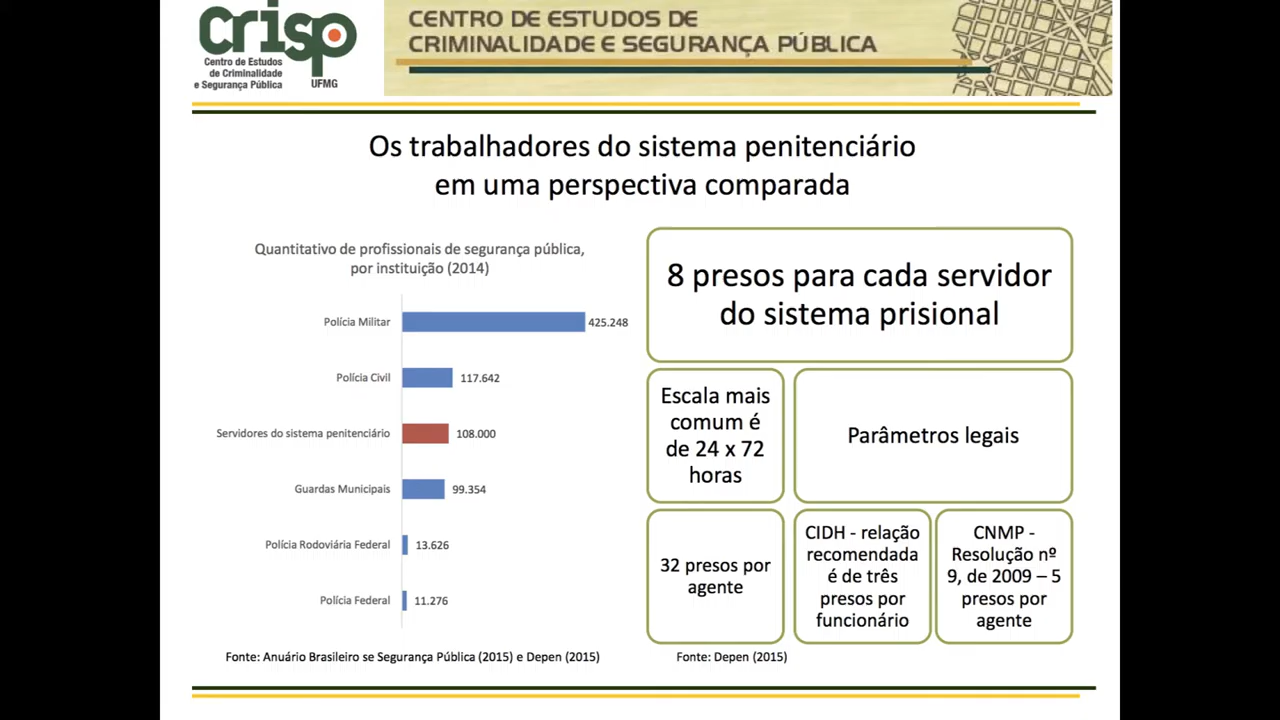 crisp
Centro de Estudos
de Criminalidade
e Segurança Pública
UFMG
CENTRO DE ESTUDOS DE
CRIMINALIDADE E SEGURANÇA PÚBLICA
Os trabalhadores do sistema penitenciário
em uma perspectiva comparada
Quantitativo de profissionais de segurança pública,
por instituição (2014)
Polícia Militar 425.248
Polícia Civil 117.642
Servidores do sistema penitenciário 108.000
Guardas Municipais 99.354
Polícia Rodoviária Federal 13.626
Polícia Federal 11.276
Fonte: Anuário Brasileiro se Segurança Pública (2015) e Depen (2015)
8 presos para cada servidor
do sistema prisional
Escala mais
comum é
de 24 x 72
horas
Parâmetros legais
32 presos por
agente
CIDH - relação
recomendada
é de três
presos por
funcionário
CNMP -
Resolução nº
9, de 2009 – 5
presos por
agente
Fonte: Depen (2015)